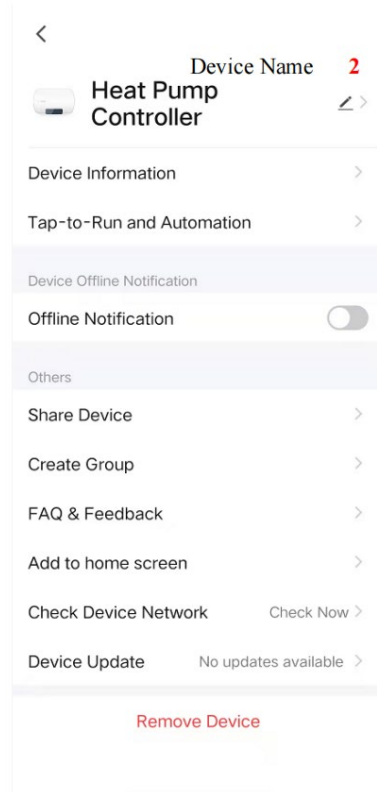 Device Name 2
Heat Pump
Controller
Device Information
Tap-to-Run and Automation
Device Offline Notification
Offline Notification
Others
Share Device
Create Group
FAQ & Feedback
Add to home screen
Check Device Network Check Now
Device Update No updates available
Remove Device